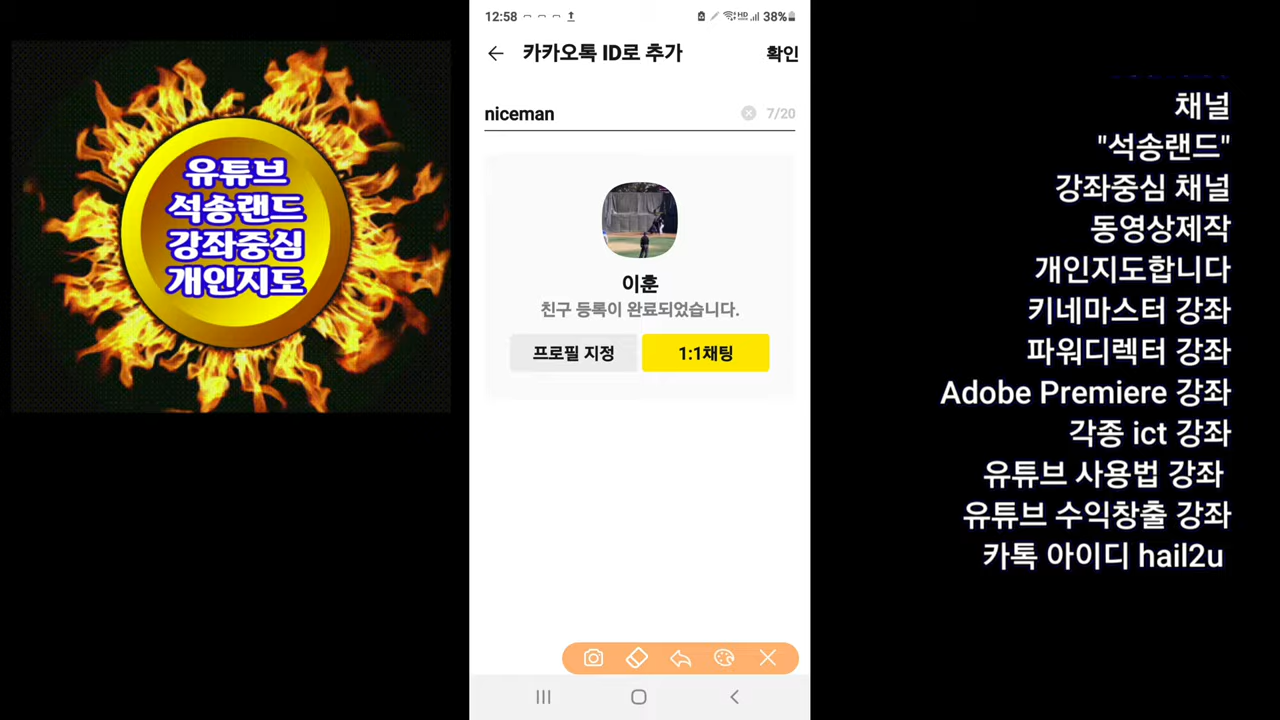 유튜브
석송랜드
강좌중심
개인지도
12:58
38%
카카오톡 ID로 추가
확인
niceman
7/20
이훈
친구 등록이 완료되었습니다.
프로필 지정
1:1채팅
채널
"석송랜드"
강좌중심 채널
동영상제작
개인지도합니다
키네마스터 강좌
파워디렉터 강좌
Adobe Premiere 강좌
각종 ict 강좌
유튜브 사용법 강좌
유튜브 수익창출 강좌
카톡 아이디 hail2u